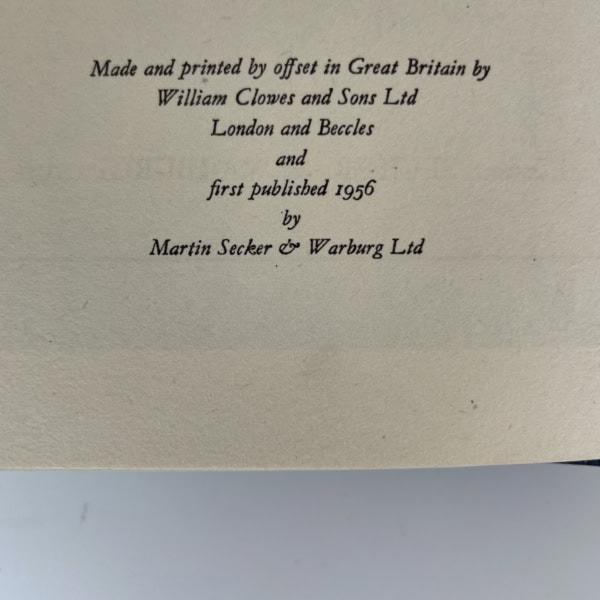 Made and printed by offset in Great Britain by
William Clowes and Sons Ltd
London and Beccles
and
first published 1956
by
Martin Secker & Warburg Ltd